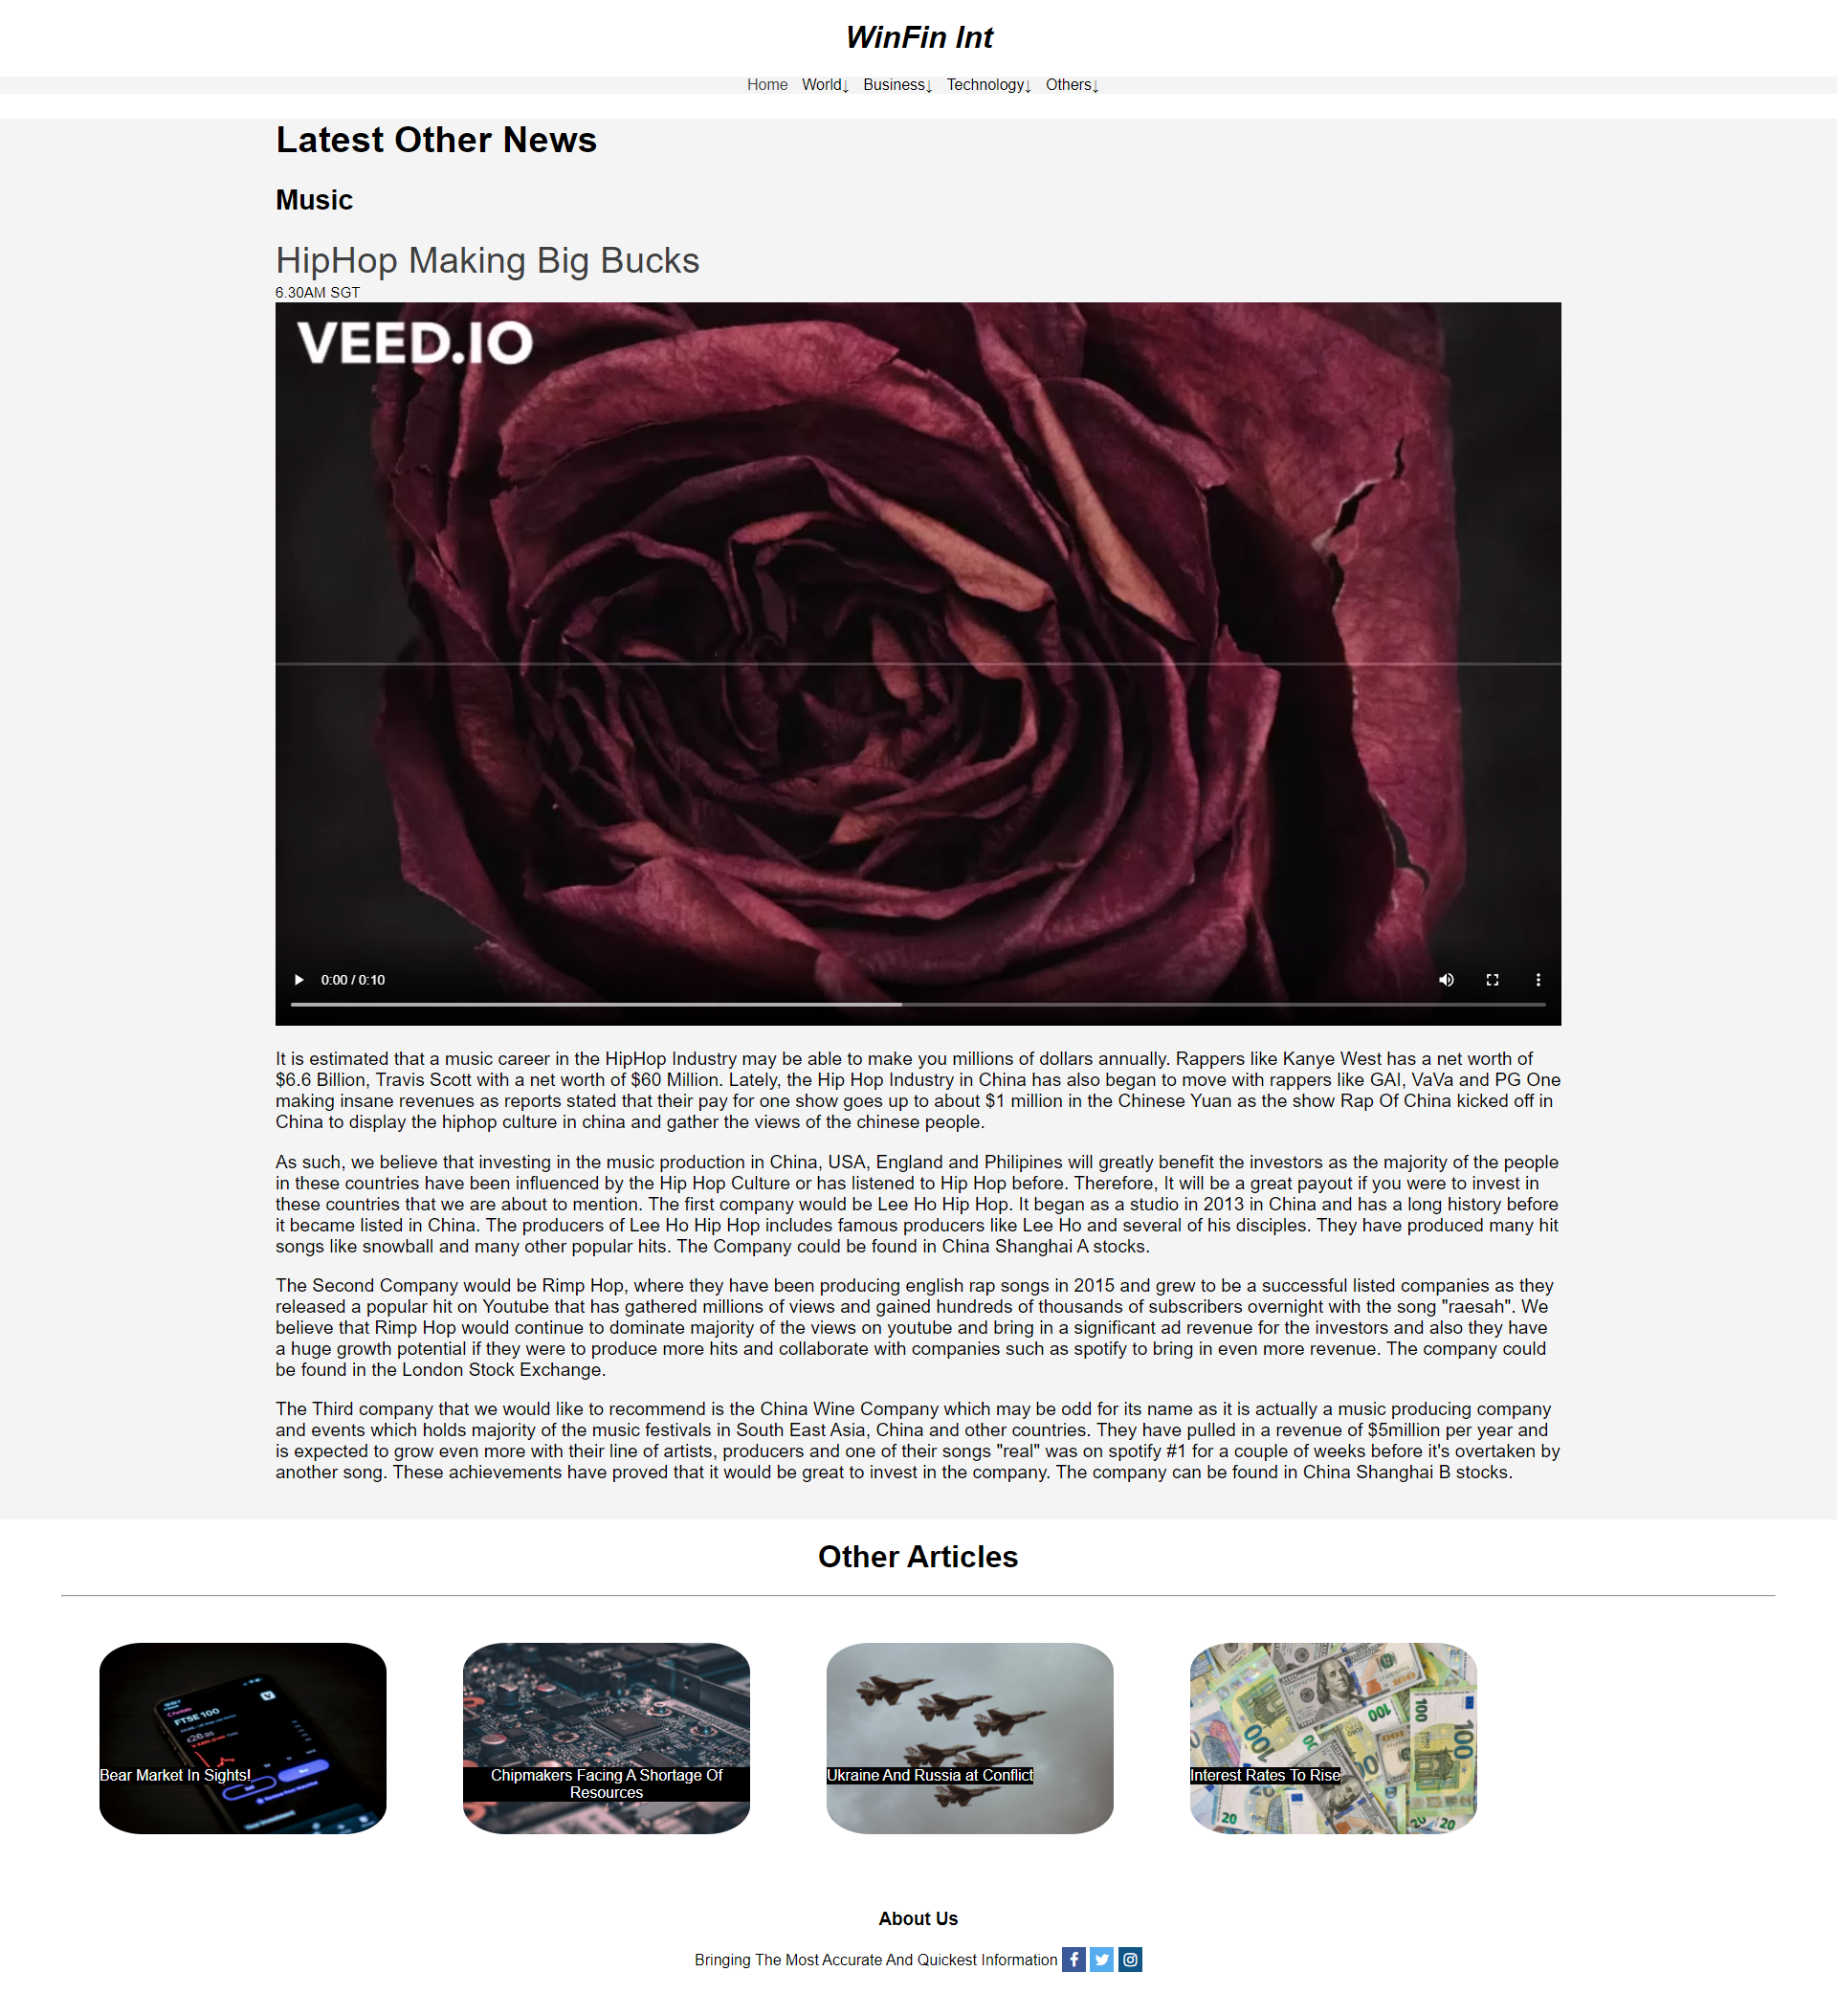 WinFin Int
Home World↓ Business↓ Technology↓ Others↓
Latest Other News
Music
HipHop Making Big Bucks
6.30AM SGT
VEED.IO
0:00 / 0:10
It is estimated that a music career in the HipHop Industry may be able to make you millions of dollars annually. Rappers like Kanye West has a net worth of
$6.6 Billion, Travis Scott with a net worth of $60 Million. Lately, the Hip Hop Industry in China has also began to move with rappers like GAI, VaVa and PG One
making insane revenues as reports stated that their pay for one show goes up to about $1 million in the Chinese Yuan as the show Rap Of China kicked off in
China to display the hiphop culture in china and gather the views of the chinese people.
As such, we believe that investing in the music production in China, USA, England and Philipines will greatly benefit the investors as the majority of the people
in these countries have been influenced by the Hip Hop Culture or has listened to Hip Hop before. Therefore, It will be a great payout if you were to invest in
these countries that we are about to mention. The first company would be Lee Ho Hip Hop. It began as a studio in 2013 in China and has a long history before
it became listed in China. The producers of Lee Ho Hip Hop includes famous producers like Lee Ho and several of his disciples. They have produced many hit
songs like snowball and many other popular hits. The Company could be found in China Shanghai A stocks.
The Second Company would be Rimp Hop, where they have been producing english rap songs in 2015 and grew to be a successful listed companies as they
released a popular hit on Youtube that has gathered millions of views and gained hundreds of thousands of subscribers overnight with the song "raesah". We
believe that Rimp Hop would continue to dominate majority of the views on youtube and bring in a significant ad revenue for the investors and also they have
a huge growth potential if they were to produce more hits and collaborate with companies such as spotify to bring in even more revenue. The company could
be found in the London Stock Exchange.
The Third company that we would like to recommend is the China Wine Company which may be odd for its name as it is actually a music producing company
and events which holds majority of the music festivals in South East Asia, China and other countries. They have pulled in a revenue of $5million per year and
is expected to grow even more with their line of artists, producers and one of their songs "real" was on spotify #1 for a couple of weeks before it's overtaken by
another song. These achievements have proved that it would be great to invest in the company. The company can be found in China Shanghai B stocks.
Other Articles
FTSE 100
Bear Market In Sights!
Chipmakers Facing A Shortage Of
Resources
Ukraine And Russia at Conflict
100
100
100
100
20
20
20
Interest Rates To Rise
About Us
Bringing The Most Accurate And Quickest Information